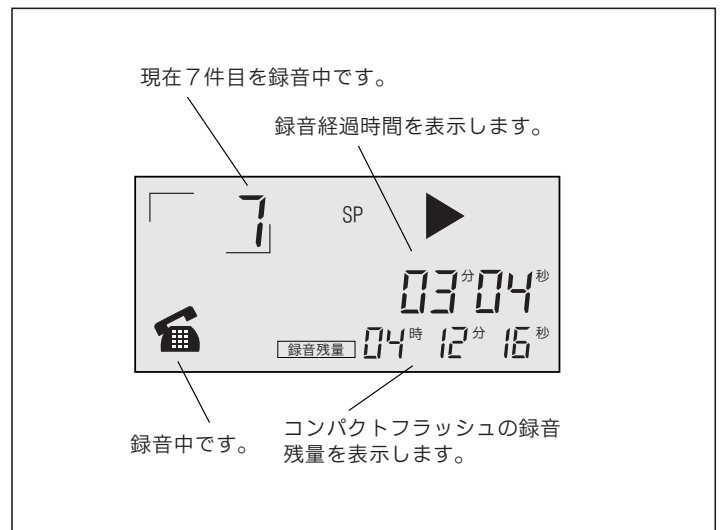 現在７件目を録音中です。
録音経過時間を表示します。
7 SP
03分04秒
録音残量 04時 12分 16秒
録音中です。
コンパクトフラッシュの録音
残量を表示します。